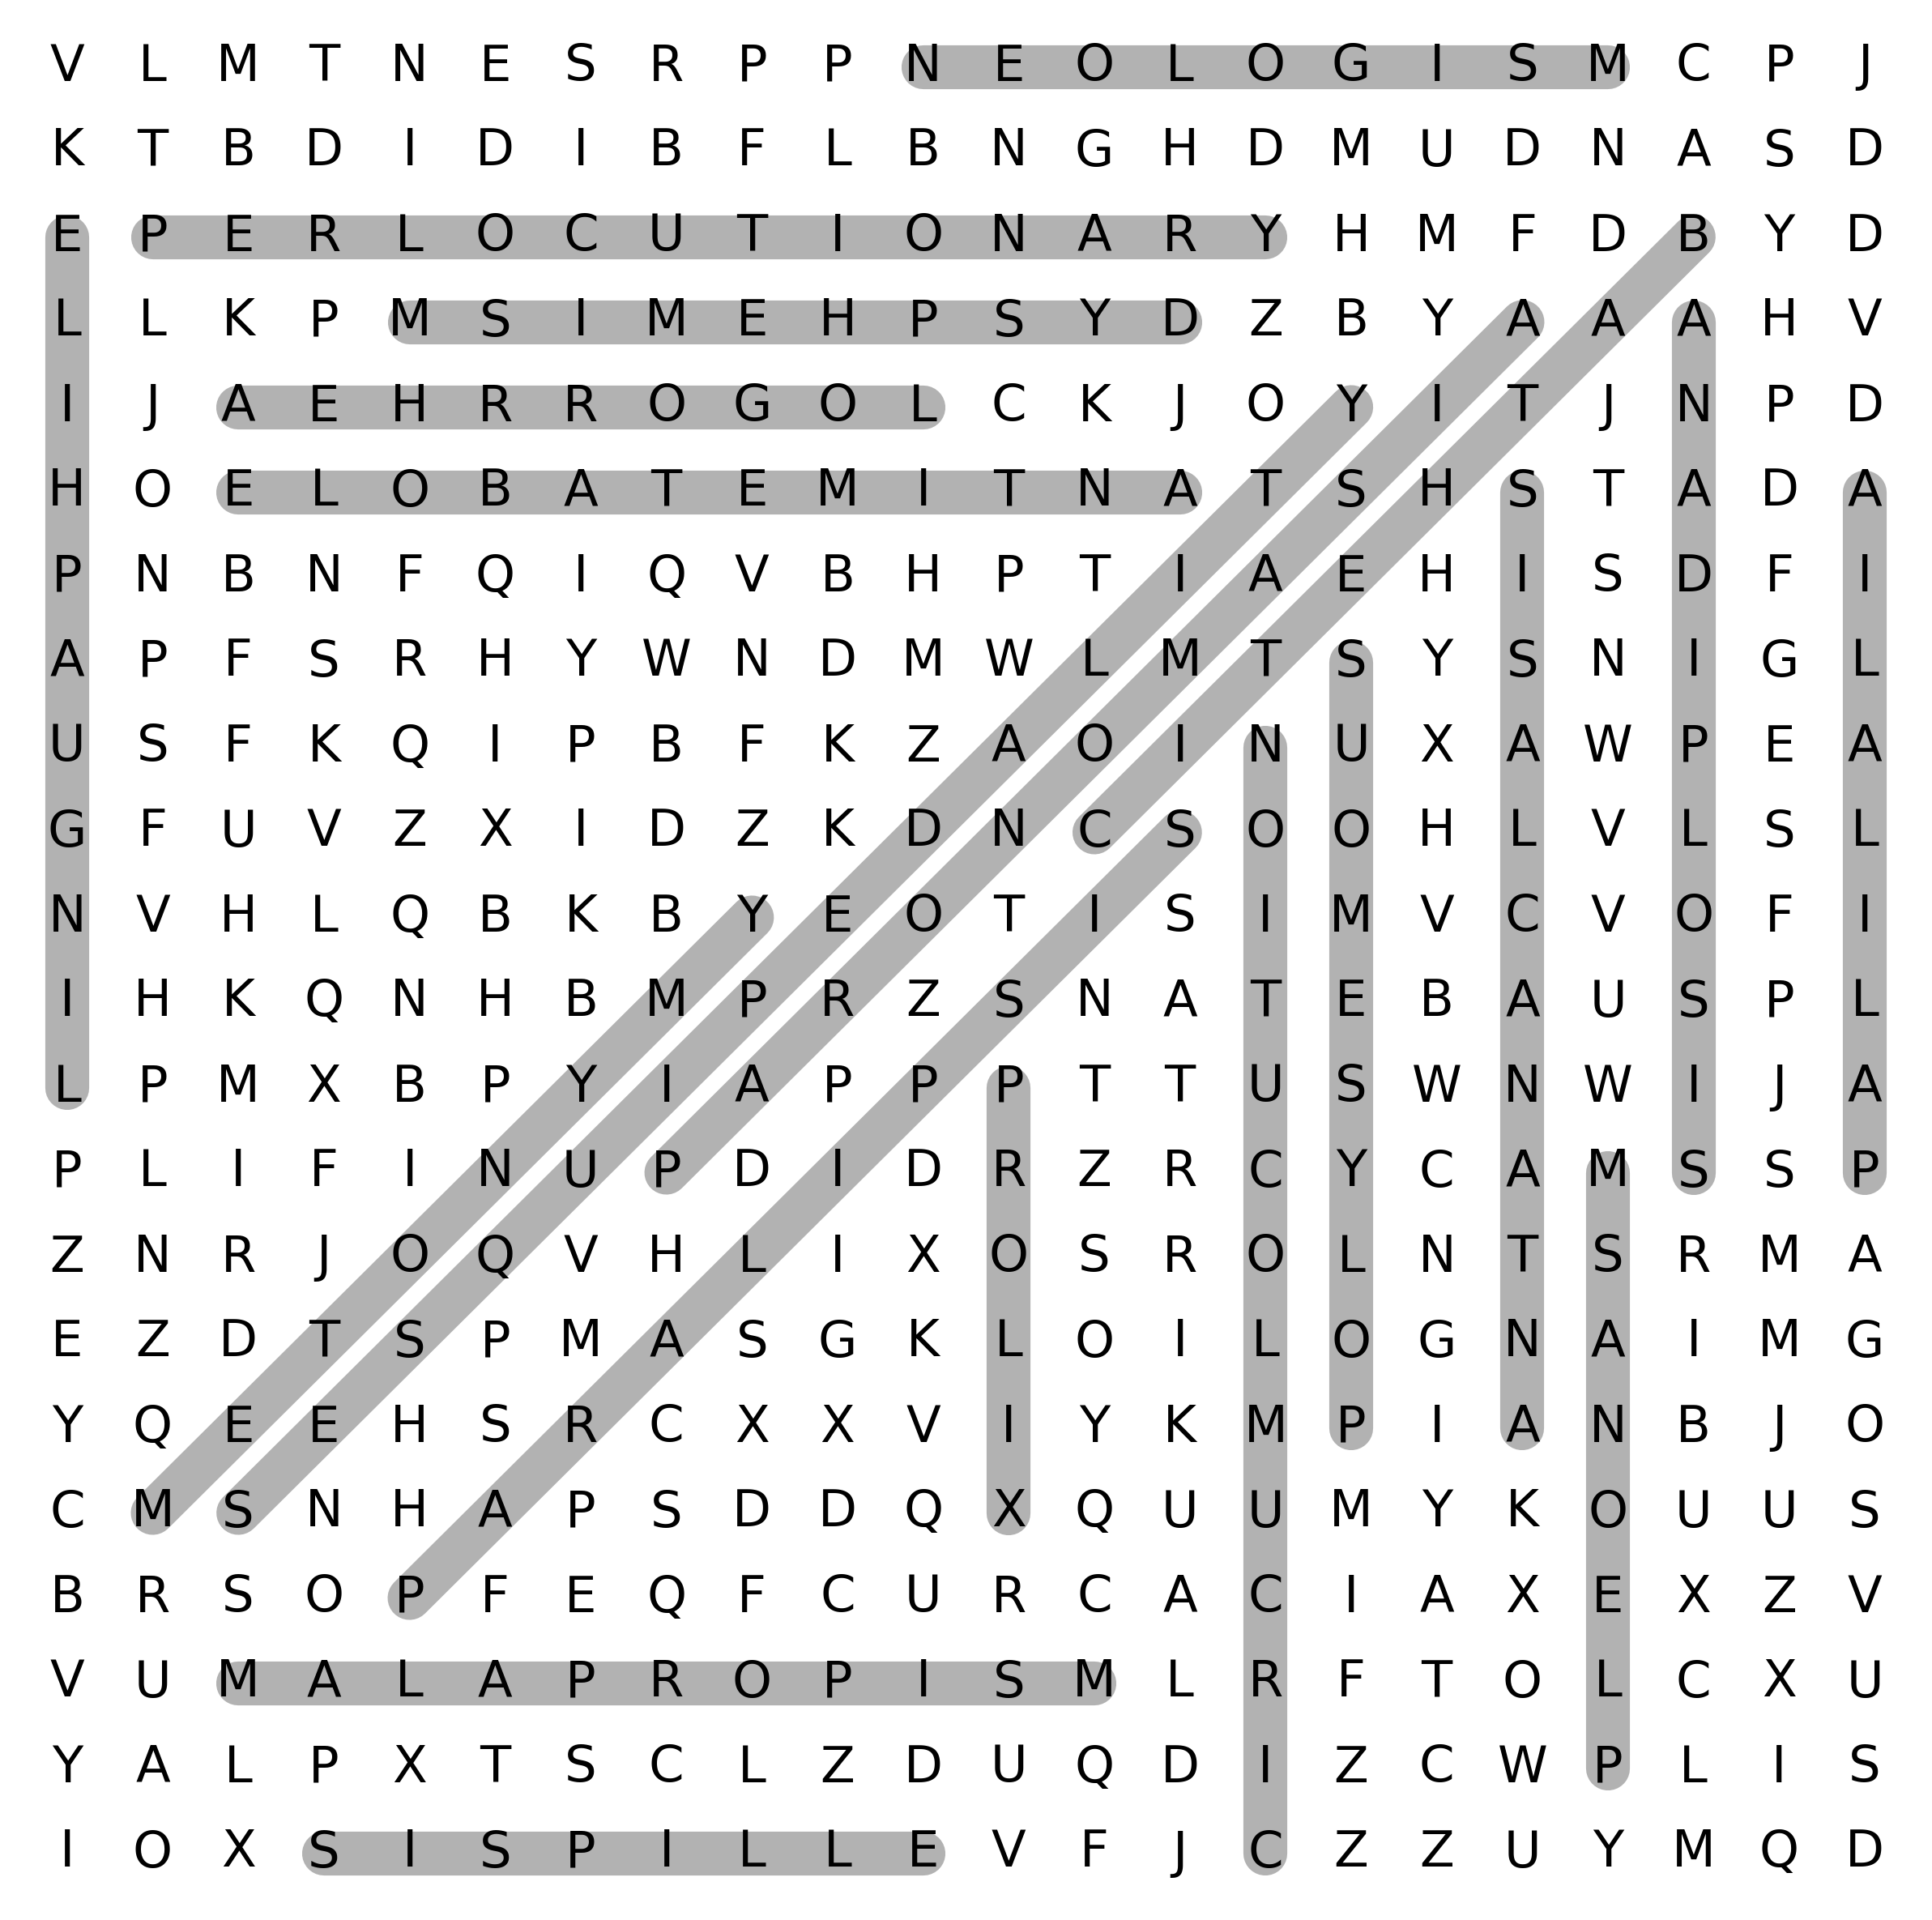 V L M T N E S R P P N E O L O G I S M C P J
K T B D I D I B F L B N G H D M U D N A S D
E P E R L O C U T I O N A R Y H M F D B Y D
L L K P M S I M E H P S Y D Z B Y A A A H V
I J A E H R R O G O L C K J O Y I T J N P D
H O E L O B A T E M I T N A T S H S T A D A
P N B N F Q I Q V B H P T I A E H I S D F I
A P F S R H Y W N D M W L M T S Y S N I G L
U S F K Q I P B F K Z A O I N U X A W P E A
G F U V Z X I D Z K D N C S O O H L V L S L
N V H L Q B K B Y E O T I S I M V C V O F I
I H K Q N H B M P R Z S N A T E B A U S P L
L P M X B P Y I A P P P T T U S W N W I J A
P L I F I N U P D I D R Z R C Y C A M S S P
Z N R J O Q V H L I X O S R O L N T S R M A
E Z D T S P M A S G K L O I L O G N A I M G
Y Q E E H S R C X X V I Y K M P I A N B J O
C M S N H A P S D D Q X Q U U M Y K O U U S
B R S O P F E Q F C U R C A C I A X E X Z V
V U M A L A P R O P I S M L R F T O L C X U
Y A L P X T S C L Z D U Q D I Z C W P L I S
I O X S I S P I L L E V F J C Z Z U Y M Q D